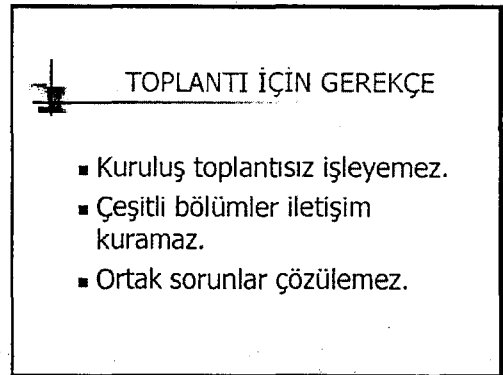 TOPLANTI İÇİN GEREKÇE
▪ Kuruluş toplantısız işleyemez.
▪ Çeşitli bölümler iletişim
kuramaz.
▪ Ortak sorunlar çözülemez.